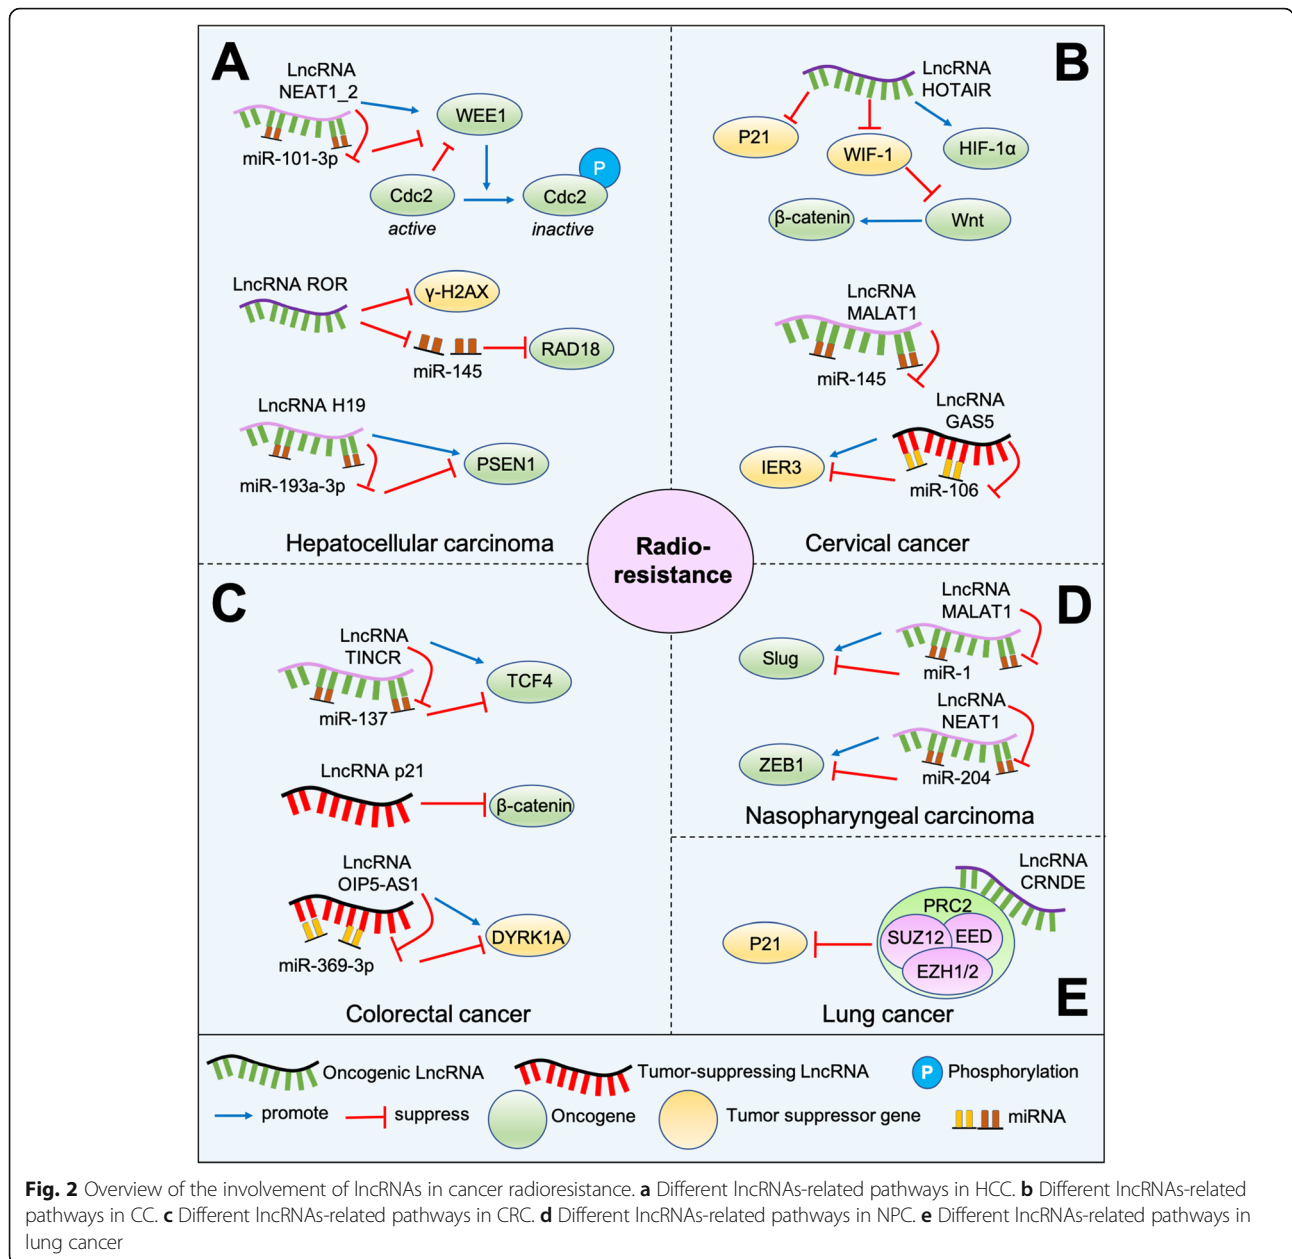 A
LncRNA
NEAT1_2
miR-101-3p
WEE1
Cdc2
active
P
Cdc2
inactive
LncRNA ROR
γ-H2AX
miR-145
RAD18
LncRNA H19
miR-193a-3p
PSEN1
Hepatocellular carcinoma
B
LncRNA
HOTAIR
P21
WIF-1
HIF-1α
β-catenin
Wnt
LncRNA
MALAT1
miR-145
LncRNA
GAS5
IER3
miR-106
Cervical cancer
Radio-
resistance
C
LncRNA
TINCR
miR-137
TCF4
LncRNA p21
β-catenin
LncRNA
OIP5-AS1
miR-369-3p
DYRK1A
Colorectal cancer
D
LncRNA
MALAT1
Slug
miR-1
LncRNA
NEAT1
ZEB1
miR-204
Nasopharyngeal carcinoma
LncRNA
CRNDE
PRC2
SUZ12
EED
EZH1/2
P21
E
Lung cancer
Oncogenic LncRNA
Tumor-suppressing LncRNA
P
Phosphorylation
promote
suppress
Oncogene
Tumor suppressor gene
miRNA
Fig. 2 Overview of the involvement of lncRNAs in cancer radioresistance. a Different lncRNAs-related pathways in HCC. b Different lncRNAs-related
pathways in CC. c Different lncRNAs-related pathways in CRC. d Different lncRNAs-related pathways in NPC. e Different lncRNAs-related pathways in
lung cancer